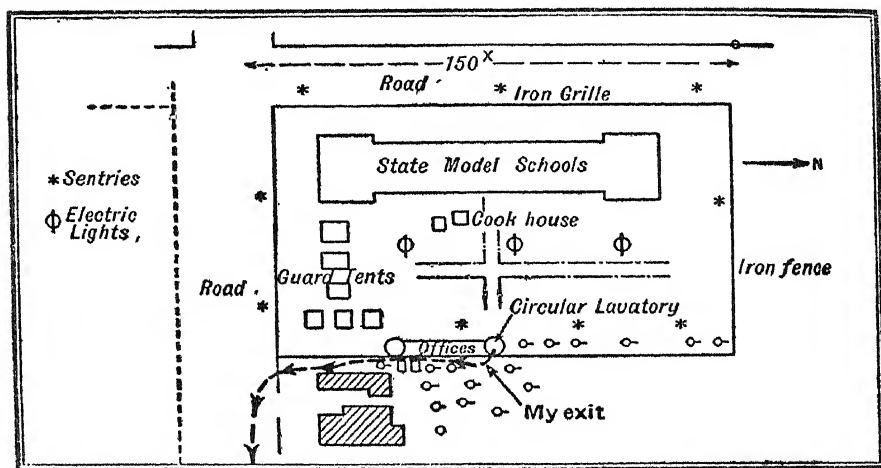 150 x
Road.
Iron Grille
State Model Schools
N
* Sentries
Electric
Lights,
Cook house
Guard Tents
Iron fence
Road.
Circular Lavatory
Offices
My exit